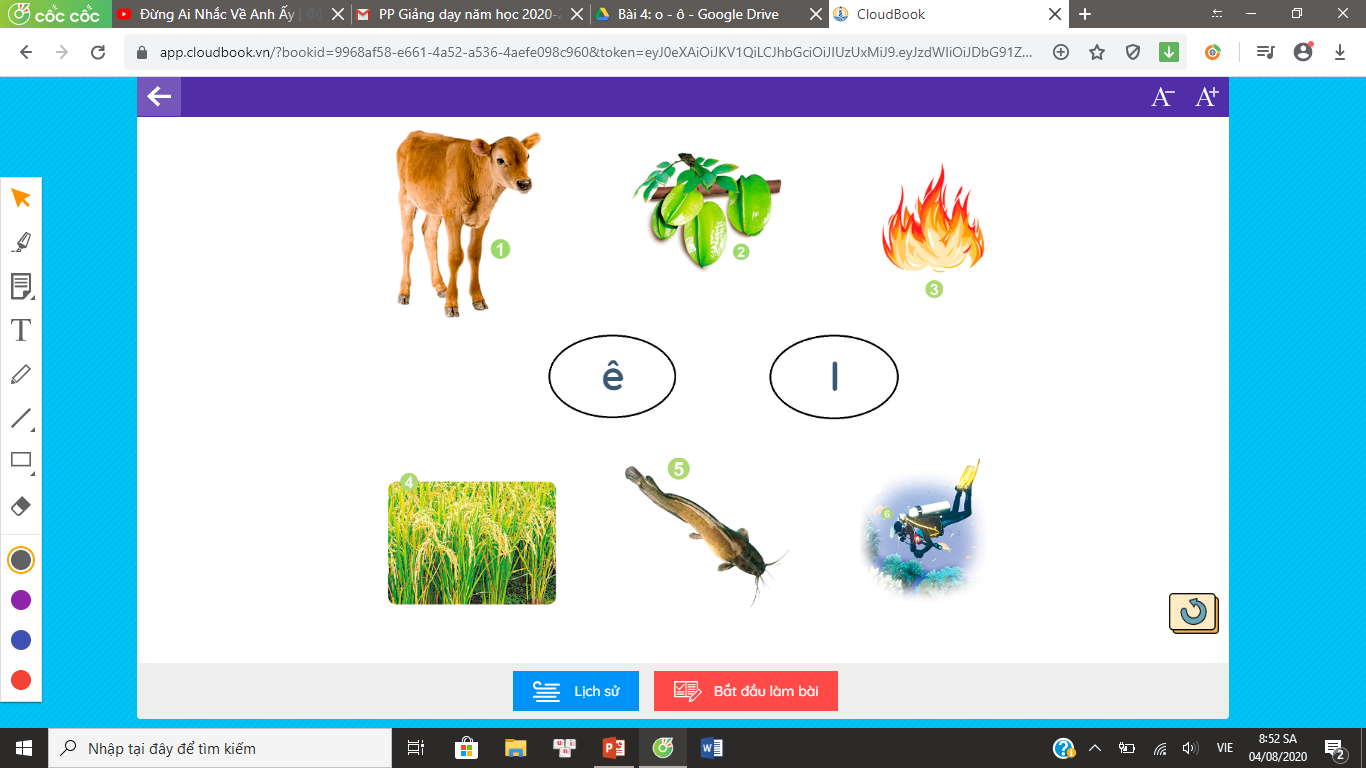 cốc cốc
Đừng Ai Nhắc Về Anh Ấy
PP Giảng dạy năm học 2020-2
Bài 4: o - ô - Google Drive
CloudBook
app.cloudbook.vn/?bookid=9968af58-e661-4a52-a536-4aefe098c960&token=eyJ0eXAiOiJKV1QiLCJhbGciOiJIUzUxMiJ9.eyJzdWIiOiJDbG91Z...
A− A+
1
2
3
ê
l
4
5
6
T
Lịch sử
Bắt đầu làm bài
Nhập tại đây để tìm kiếm
VIE
8:52 SA
04/08/2020
2